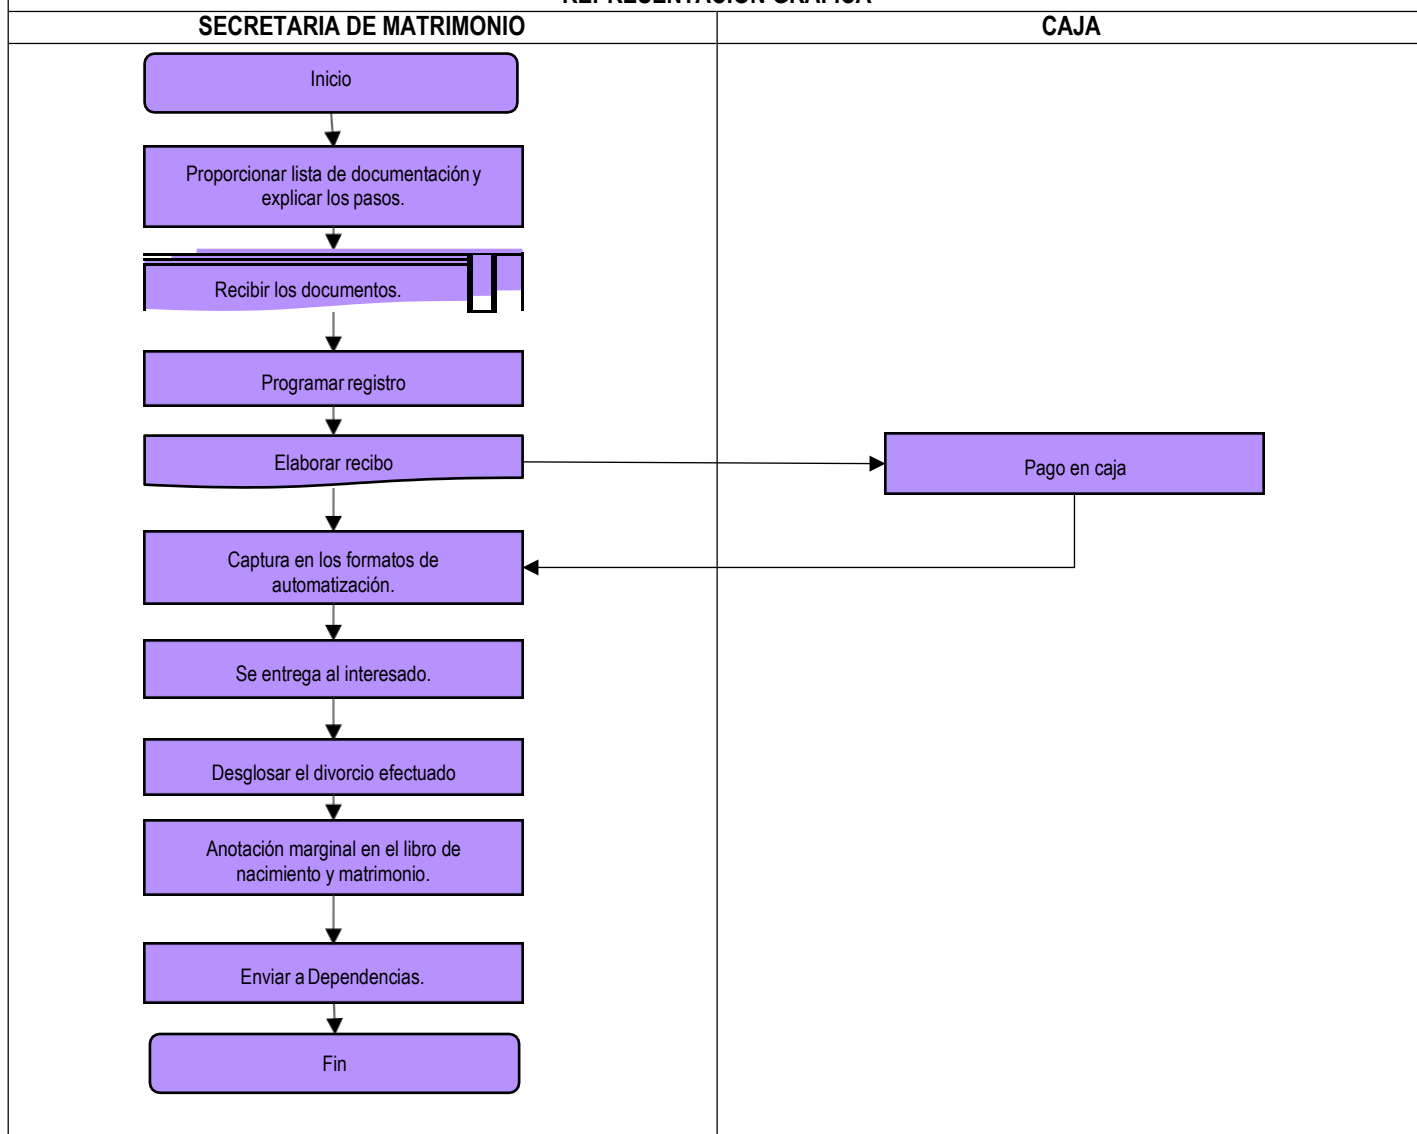 REPRESENTACIÓN GRÁFICA
SECRETARIA DE MATRIMONIO
CAJA
Inicio
Proporcionar lista de documentación y
explicar los pasos.
Recibir los documentos.
Programar registro
Elaborar recibo
Pago en caja
Captura en los formatos de
automatización.
Se entrega al interesado.
Desglosar el divorcio efectuado
Anotación marginal en el libro de
nacimiento y matrimonio.
Enviar a Dependencias.
Fin